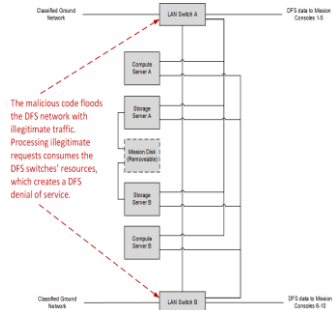 Classified Ground
Network
LAN Switch A
DFS data to Mission
Consoles 1-5
Compute
Server A
Storage
Server A
The malicious code floods
the DFS network with
illegitimate traffic.
Processing illegitimate
requests consumes the
DFS switches' resources,
which creates a DFS
denial of service.
Mission Disk
(Removeable)
Storage
Server B
Compute
Server B
Classified Ground
Network
LAN Switch B
DFS data to Mission
Consoles 6-10